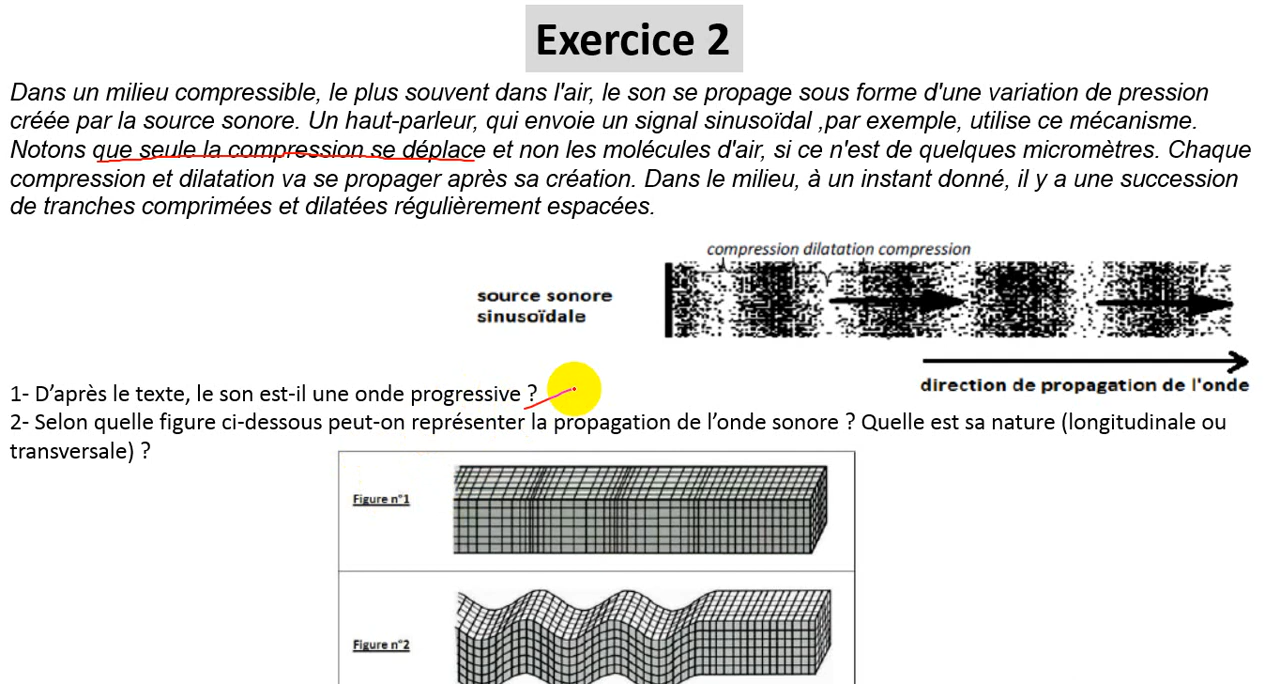 Exercice 2
Dans un milieu compressible, le plus souvent dans l'air, le son se propage sous forme d'une variation de pression
créée par la source sonore. Un haut-parleur, qui envoie un signal sinusoïdal ,par exemple, utilise ce mécanisme.
Notons que seule la compression se déplace et non les molécules d'air, si ce n'est de quelques micromètres. Chaque
compression et dilatation va se propager après sa création. Dans le milieu, à un instant donné, il y a une succession
de tranches comprimées et dilatées régulièrement espacées.
compression dilatation compression
source sonore
sinusoïdale
direction de propagation de l'onde
1- D’après le texte, le son est-il une onde progressive ?
2- Selon quelle figure ci-dessous peut-on représenter la propagation de l’onde sonore ? Quelle est sa nature (longitudinale ou
transversale) ?
Figure n°1
Figure n°2